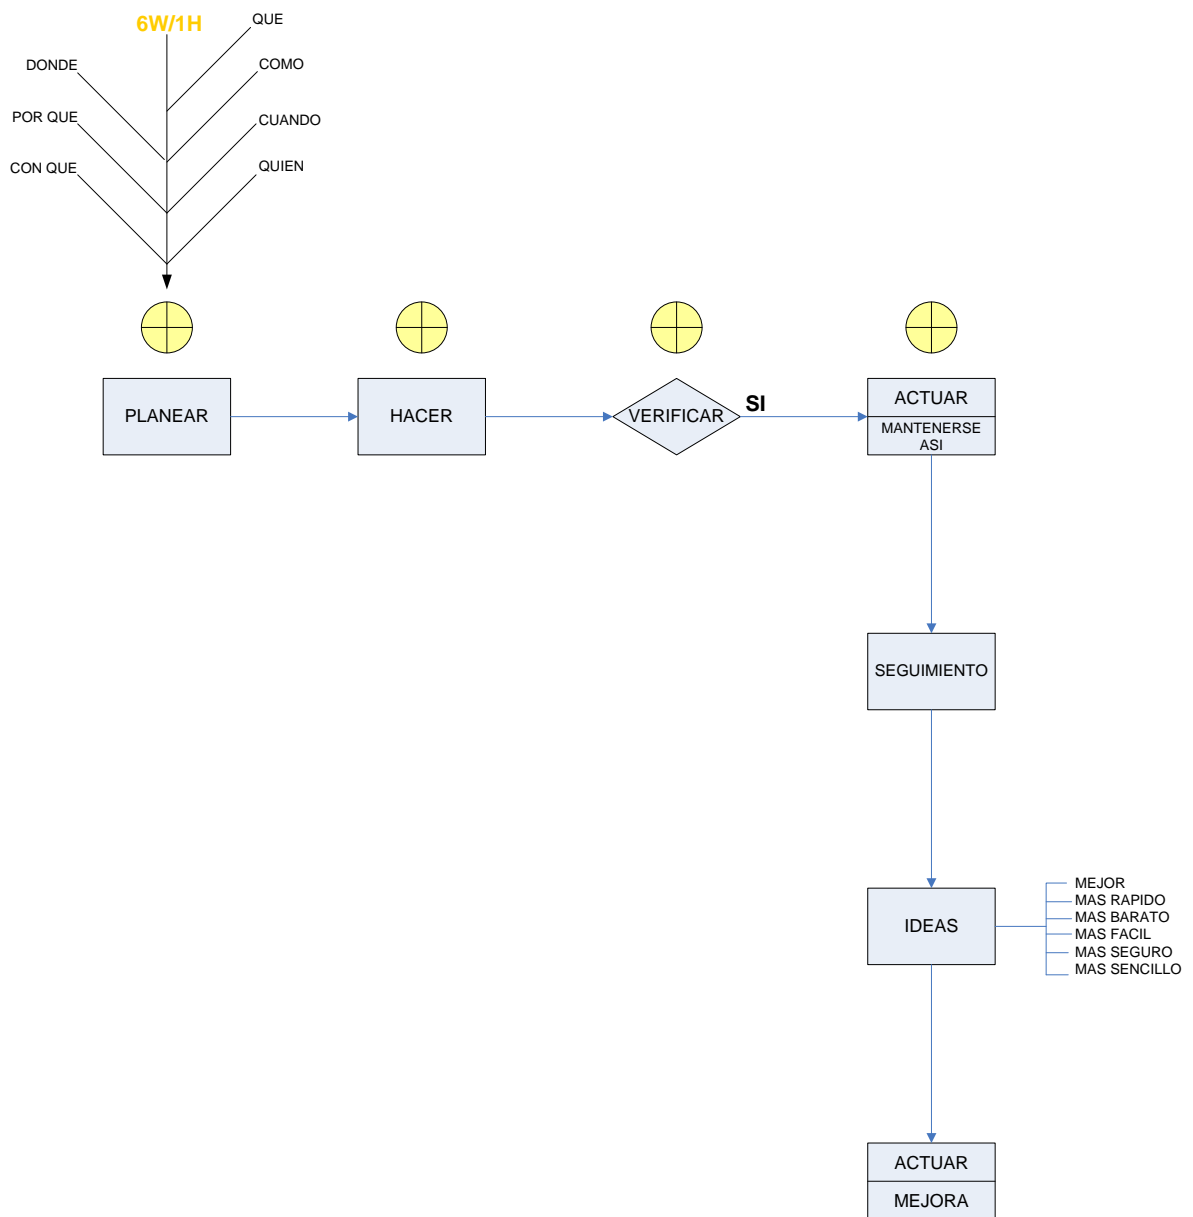 6W/1H
QUE
DONDE
COMO
POR QUE
CUANDO
CON QUE
QUIEN
PLANEAR
HACER
VERIFICAR
SI
ACTUAR
MANTENERSE
ASI
SEGUIMIENTO
IDEAS
MEJOR
MAS RAPIDO
MAS BARATO
MAS FACIL
MAS SEGURO
MAS SENCILLO
ACTUAR
MEJORA